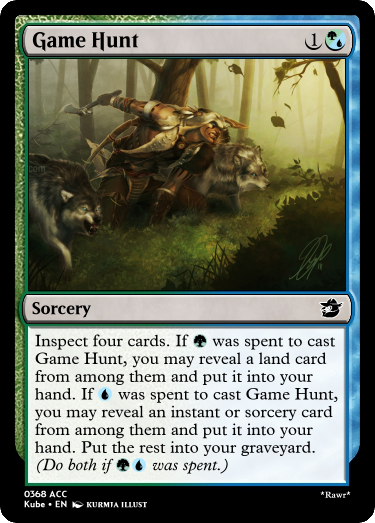 Game Hunt 1
Sorcery
Inspect four cards. If was spent to cast
Game Hunt, you may reveal a land card
from among them and put it into your
hand. If was spent to cast Game Hunt,
you may reveal an instant or sorcery card
from among them and put it into your
hand. Put the rest into your graveyard.
(Do both if was spent.)
0368 ACC
Kube • EN KURMJA ILLUST
*Rawr*